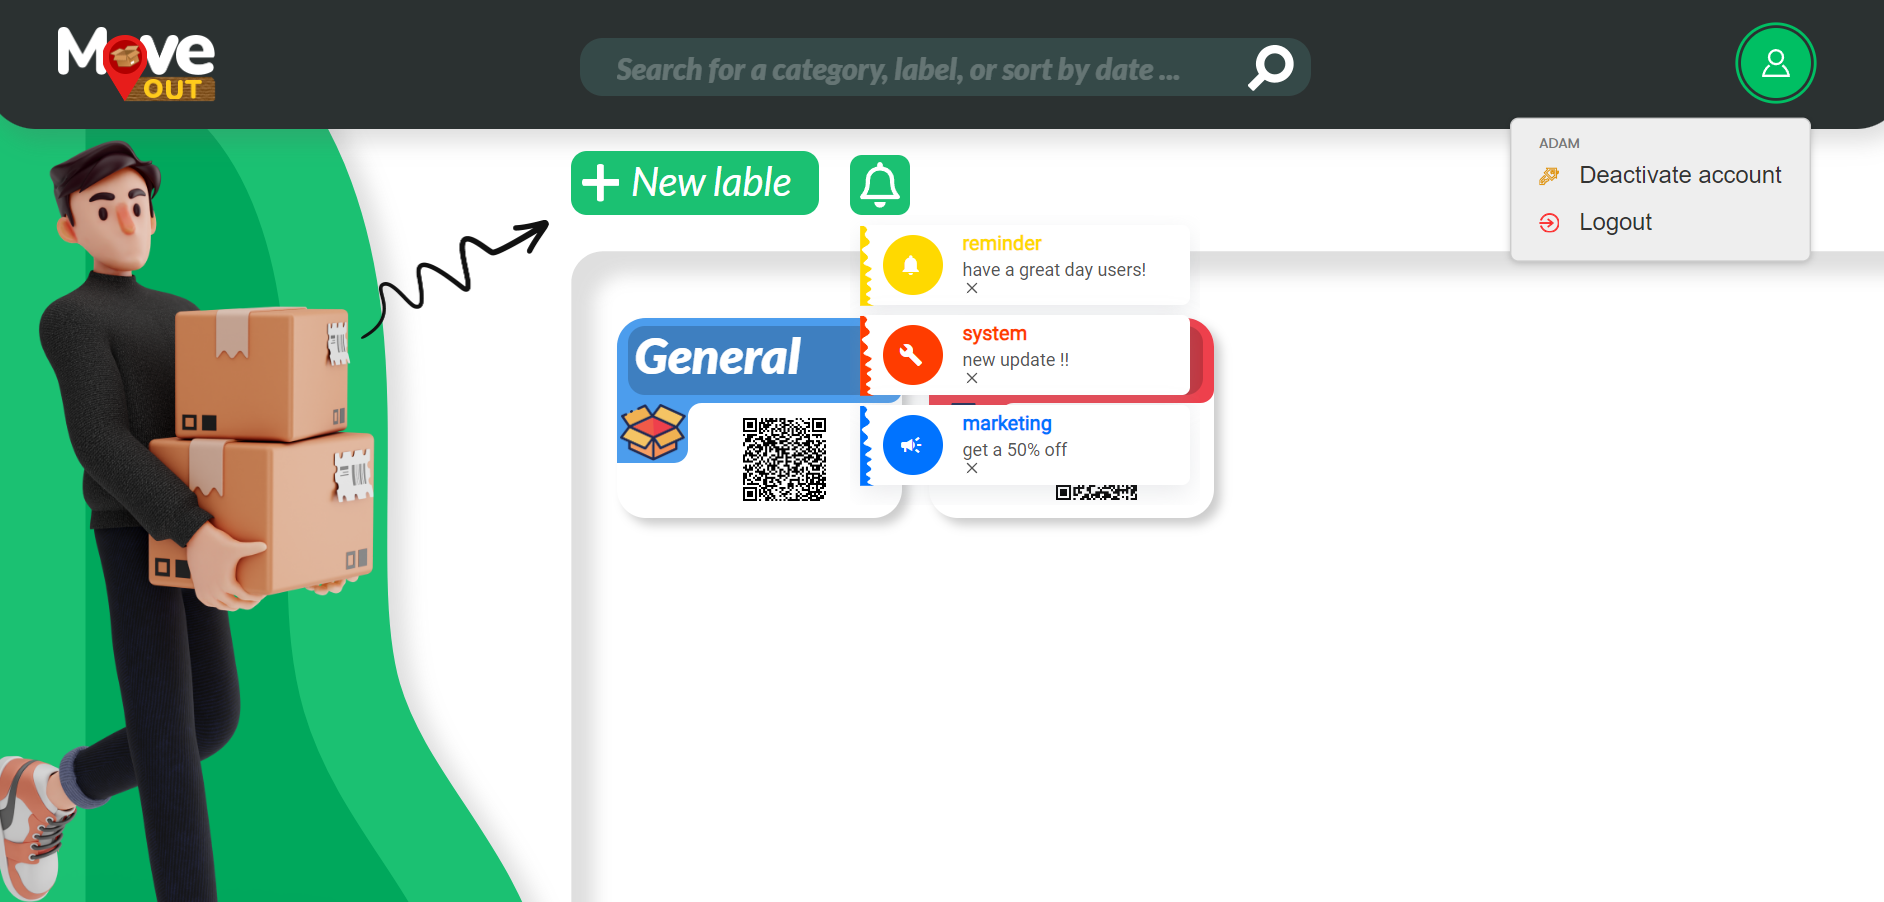 Move
OUT
Search for a category, label, or sort by date ...
ADAM
Deactivate account
Logout
New lable
reminder
have a great day users!
system
new update !!
marketing
get a 50% off
General